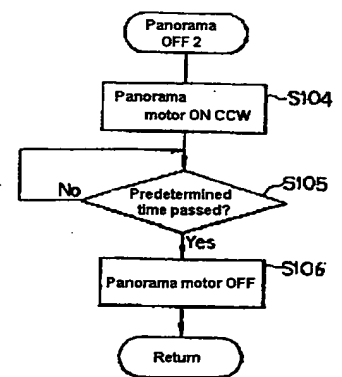 Panorama
OFF 2
Panorama
motor ON CCW
S104
No
Predetermined
time passed?
S105
Yes
Panorama motor OFF
S106
Return